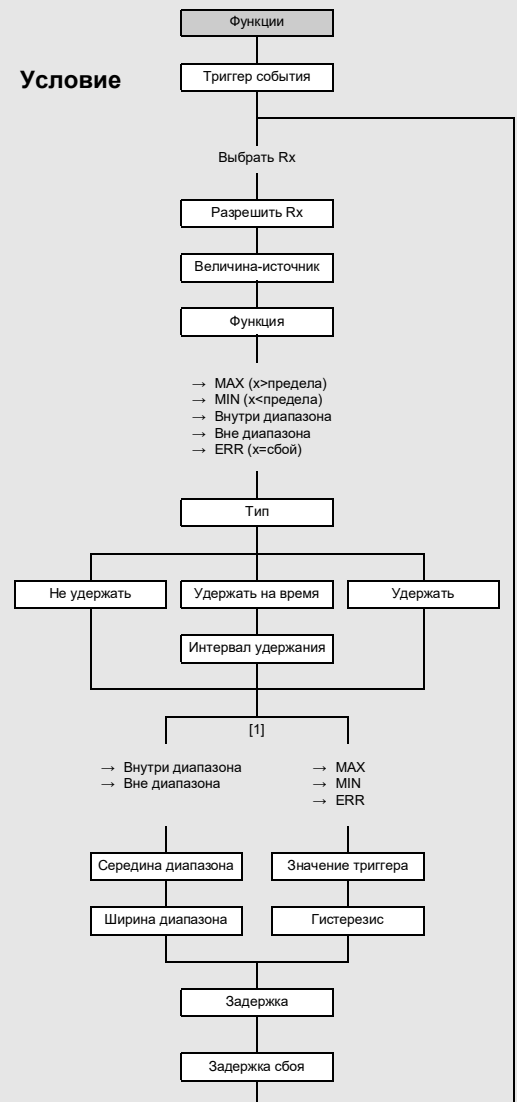 Функции
Условие
Триггер события
Выбрать Rx
Разрешить Rx
Величина-источник
Функция
→ MAX (x>предела)
→ MIN (x<предела)
→ Внутри диапазона
→ Вне диапазона
→ ERR (x=сбой)
Тип
Не удержать
Удержать на время
Удержать
Интервал удержания
[1]
→ Внутри диапазона
→ Вне диапазона
→ MAX
→ MIN
→ ERR
Середина диапазона
Значение триггера
Ширина диапазона
Гистерезис
Задержка
Задержка сбоя